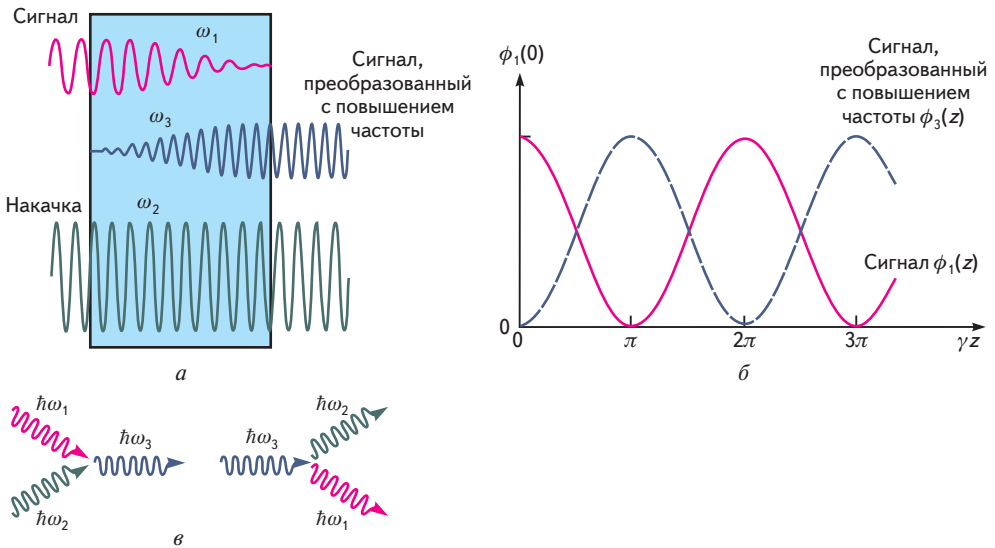 Сигнал
ω₁
Сигнал,
преобразованный
с повышением
частоты
ω₃
Накачка
ω₂
а
ϕ₁(0)
Сигнал,
преобразованный
с повышением
частоты ϕ₃(z)
Сигнал ϕ₁(z)
0
0
π
2π
3π
γz
б
ħω₁
ħω₂
ħω₃
ħω₃
ħω₂
ħω₁
в